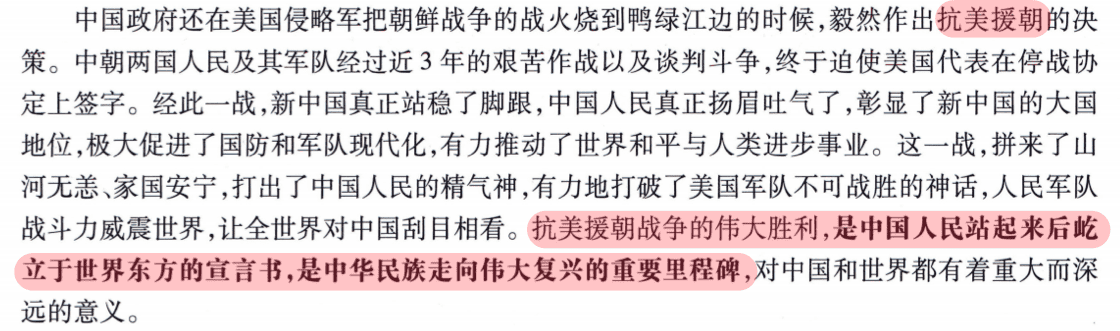 中国政府还在美国侵略军把朝鲜战争的战火烧到鸭绿江边的时候,毅然作出抗美援朝的决
策。中朝两国人民及其军队经过近3年的艰苦作战以及谈判斗争,终于迫使美国代表在停战协
定上签字。经此一战,新中国真正站稳了脚跟,中国人民真正扬眉吐气了,彰显了新中国的大国
地位,极大促进了国防和军队现代化,有力推动了世界和平与人类进步事业。这一战,拼来了山
河无恙、家国安宁,打出了中国人民的精气神,有力地打破了美国军队不可战胜的神话,人民军队
战斗力威震世界,让全世界对中国刮目相看。抗美援朝战争的伟大胜利,是中国人民站起来后屹
立于世界东方的宣言书,是中华民族走向伟大复兴的重要里程碑,对中国和世界都有着重大而深
远的意义。